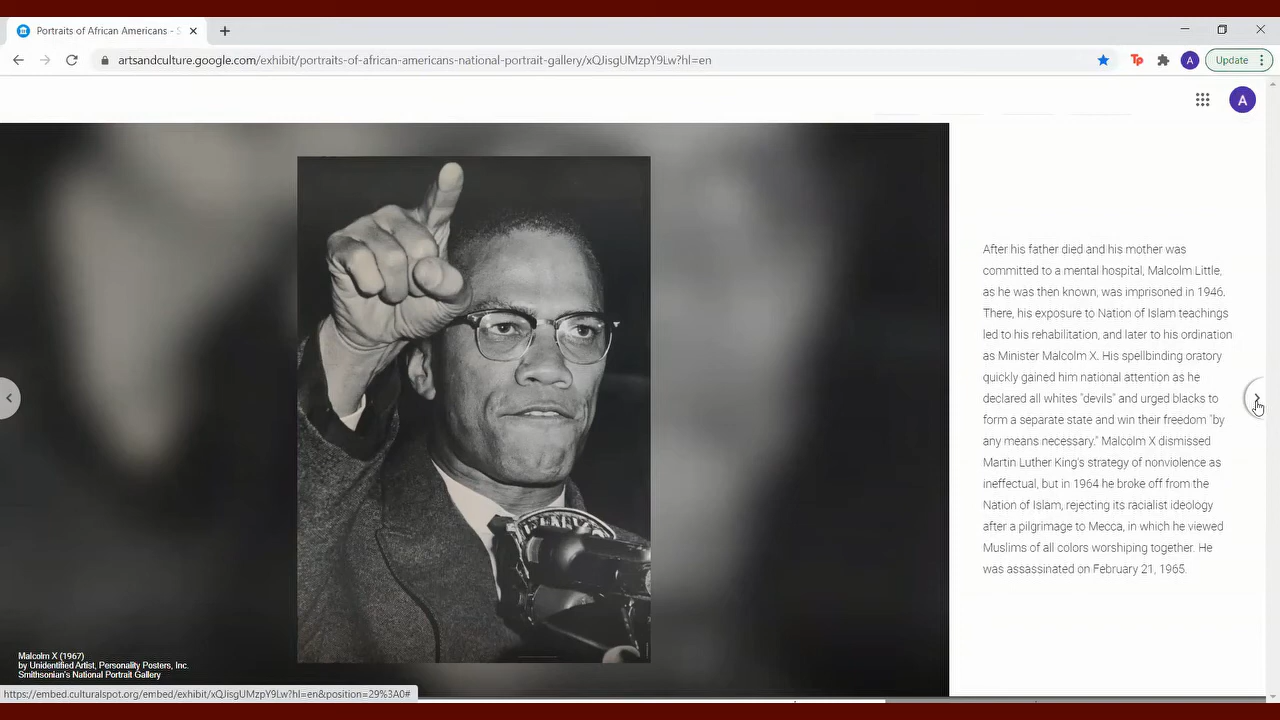 Portraits of African Americans - S
artsandculture.google.com/exhibit/portraits-of-african-americans-national-portrait-gallery/xQJisgUMzpY9Lw?hl=en
Tp
A
Update
A
After his father died and his mother was
committed to a mental hospital, Malcolm Little,
as he was then known, was imprisoned in 1946.
There, his exposure to Nation of Islam teachings
led to his rehabilitation, and later to his ordination
as Minister Malcolm X. His spellbinding oratory
quickly gained him national attention as he
declared all whites "devils" and urged blacks to
form a separate state and win their freedom "by
any means necessary." Malcolm X dismissed
Martin Luther King's strategy of nonviolence as
ineffectual, but in 1964 he broke off from the
Nation of Islam, rejecting its racialist ideology
after a pilgrimage to Mecca, in which he viewed
Muslims of all colors worshiping together. He
was assassinated on February 21, 1965.
Malcolm X (1967)
by Unidentified Artist, Personality Posters, Inc.
Smithsonian's National Portrait Gallery
https://embed.culturalspot.org/embed/exhibit/xQJisgUMzpY9Lw?hl=en&position=29%3A0#